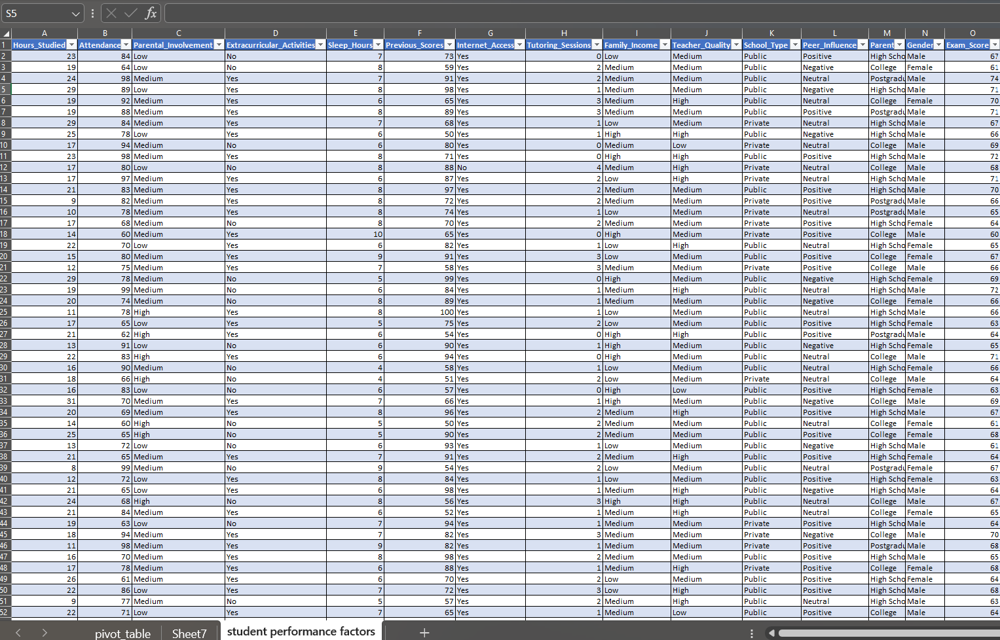 S5 fx
A B C D E F G H I J K L M N O
1 Hours_Studied Attendance Parental_Involvement Extracurricular_Activities Sleep_Hours Previous_Scores Internet_Access Tutoring_Sessions Family_Income Teacher_Quality School_Type Peer_Influence Parent Gender Exam_Score
2 23 84 Low No 7 73 Yes 0 Low Medium Public Positive High Scho Male 67
3 19 64 Low No 8 59 Yes 2 Medium Medium Public Negative College Female 61
4 24 98 Medium Yes 7 91 Yes 2 Medium Medium Public Neutral Postgradu Male 74
5 29 89 Low Yes 8 98 Yes 1 Medium Medium Public Negative High Scho Male 71
6 19 92 Medium Yes 6 65 Yes 3 Medium High Public Neutral College Female 70
7 19 88 Medium Yes 8 89 Yes 3 Medium Medium Public Positive Postgradu Male 71
8 29 84 Medium Yes 7 68 Yes 1 Low Medium Private Neutral High Scho Male 67
9 25 78 Low Yes 6 50 Yes 1 High High Public Negative High Scho Male 66
10 17 94 Medium No 6 80 Yes 0 Medium Low Private Neutral College Male 69
11 23 98 Medium Yes 8 71 Yes 0 High High Public Positive High Scho Male 72
12 17 80 Low No 8 88 No 4 Medium High Private Neutral College Male 68
13 17 97 Medium Yes 6 87 Yes 2 Low High Private Neutral High Scho Male 71
14 21 83 Medium Yes 8 97 Yes 2 Medium Medium Public Positive High Scho Male 70
15 9 82 Medium Yes 8 72 Yes 2 Medium Medium Private Positive Postgradu Male 66
16 10 78 Medium Yes 8 74 Yes 1 Low Medium Private Neutral Postgradu Male 65
17 17 68 Medium No 8 70 Yes 2 Medium Medium Private Positive High Scho Female 64
18 14 60 Medium Yes 10 65 Yes 0 High Medium Private Positive College Male 60
19 22 70 Low Yes 6 82 Yes 1 Low High Public Neutral High Scho Female 65
20 15 80 Medium Yes 9 91 Yes 3 Low Medium Public Positive College Female 67
21 12 75 Medium Yes 7 58 Yes 3 Medium Medium Private Positive College Male 66
22 29 78 Medium No 5 99 Yes 0 High Medium Public Negative High Scho Female 69
23 19 99 Medium No 6 84 Yes 1 Medium High Public Neutral High Scho Male 72
24 20 74 Medium No 8 89 Yes 1 Medium Medium Public Negative College Female 66
25 11 78 High Yes 8 100 Yes 1 Low Medium Public Neutral High Scho Male 66
26 17 65 Low Yes 5 75 Yes 2 Low Medium Public Positive High Scho Female 63
27 21 62 High Yes 6 54 Yes 0 High High Public Positive Postgradu Male 64
28 13 91 Low No 6 90 Yes 1 High Medium Public Negative High Scho Female 65
29 22 83 High Yes 6 94 Yes 0 High Medium Public Neutral College Male 71
30 16 90 Medium No 4 58 Yes 1 Low Medium Public Neutral High Scho Female 66
31 18 66 High No 4 51 Yes 2 Low Medium Private Neutral College Male 64
32 16 83 Low No 6 57 Yes 0 High Low Public Positive High Scho Female 63
33 31 70 Medium Yes 7 66 Yes 1 High Medium Public Negative College Male 69
34 20 69 Medium Yes 8 96 Yes 2 Medium High Public Positive High Scho Male 67
35 14 60 High No 5 50 Yes 2 Medium Medium Public Neutral College Female 61
36 25 65 High No 5 90 Yes 2 Medium Medium Public Positive College Female 68
37 13 72 Low No 6 93 Yes 1 Low Medium Public Negative High Scho Male 61
38 21 65 Medium Yes 7 91 Yes 2 Medium High Public Positive High Scho Female 64
39 8 99 Medium No 9 54 Yes 2 Low Medium Public Neutral Postgradu Female 67
40 12 72 Low Yes 8 84 Yes 1 Low Medium Public Positive High Scho Female 63
41 21 65 Low Yes 6 98 Yes 1 Medium High Public Negative High Scho Male 64
42 24 68 High No 8 56 Yes 3 High High Public Neutral College Male 67
43 21 84 Medium Yes 6 52 Yes 1 Medium High Public Neutral College Female 65
44 19 63 Low No 7 94 Yes 1 Medium Medium Private Positive High Scho Male 64
45 18 94 Medium Yes 7 82 Yes 3 Medium Medium Private Negative College Male 70
46 11 98 Medium Yes 9 82 Yes 1 Medium Medium Private Positive Postgradu Male 68
47 16 70 Medium Yes 8 98 Yes 2 Medium Medium Public Positive High Scho Male 65
48 17 78 Medium Yes 6 88 Yes 1 Medium High Private Positive College Female 68
49 26 61 Medium Yes 6 70 Yes 2 Low Medium Public Positive High Scho Female 64
50 22 86 Low Yes 7 72 Yes 3 Low High Public Positive High Scho Male 68
51 9 77 Medium No 5 57 Yes 2 Medium High Public Neutral High Scho Male 63
52 22 71 Low Yes 7 65 Yes 1 Medium Low Public Positive College Male 64
pivot_table Sheet7 student performance factors